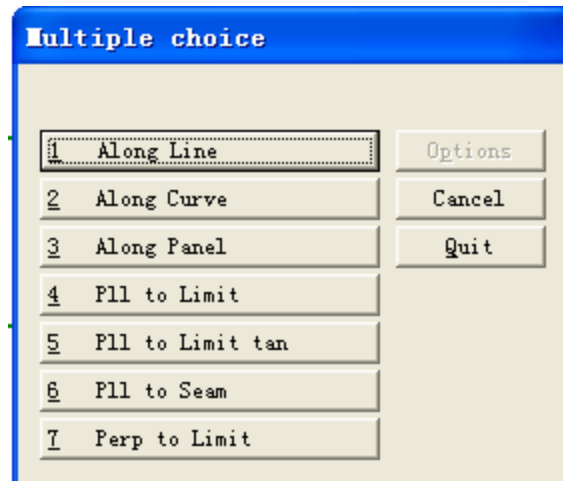 Multiple choice
1 Along Line
Options
2 Along Curve
Cancel
3 Along Panel
Quit
4 Pll to Limit
5 Pll to Limit tan
6 Pll to Seam
7 Perp to Limit